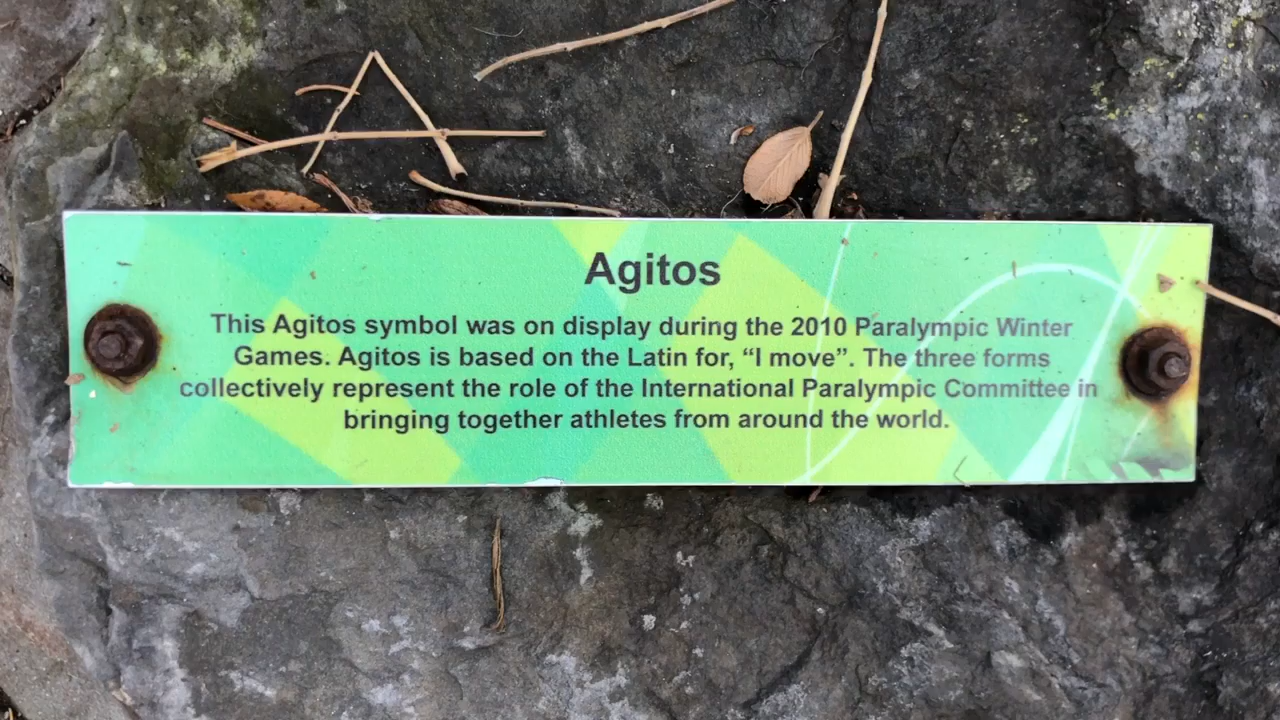 Agitos
This Agitos symbol was on display during the 2010 Paralympic Winter
Games. Agitos is based on the Latin for, “I move”. The three forms
collectively represent the role of the International Paralympic Committee in
bringing together athletes from around the world.